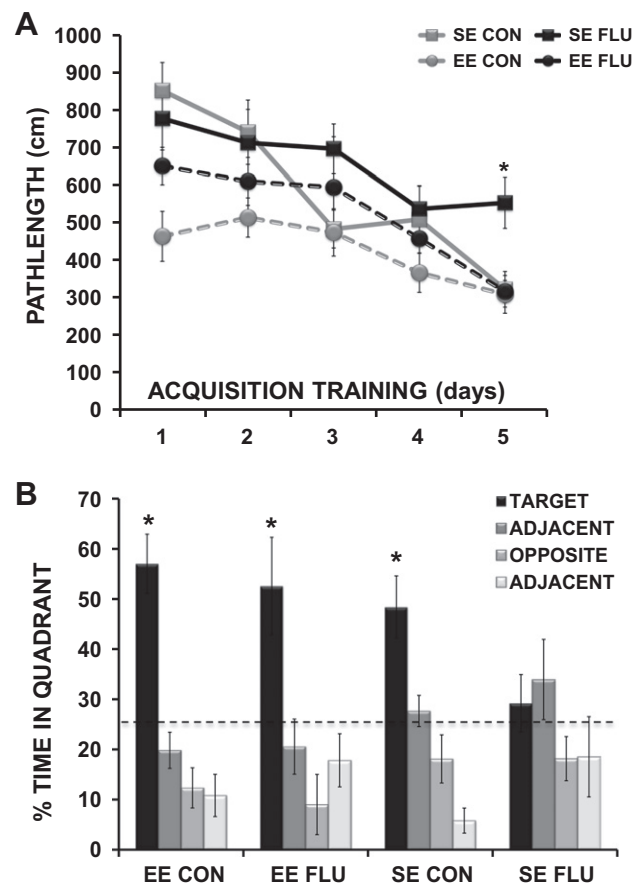 A
SE CON SE FLU
EE CON EE FLU
1000
900
800
700
600
500
400
300
200
100
0
PATHLENGTH (cm)
*
ACQUISITION TRAINING (days)
1 2 3 4 5
B
70
60
50
40
30
20
10
0
% TIME IN QUADRANT
* * *
TARGET
ADJACENT
OPPOSITE
ADJACENT
EE CON EE FLU SE CON SE FLU